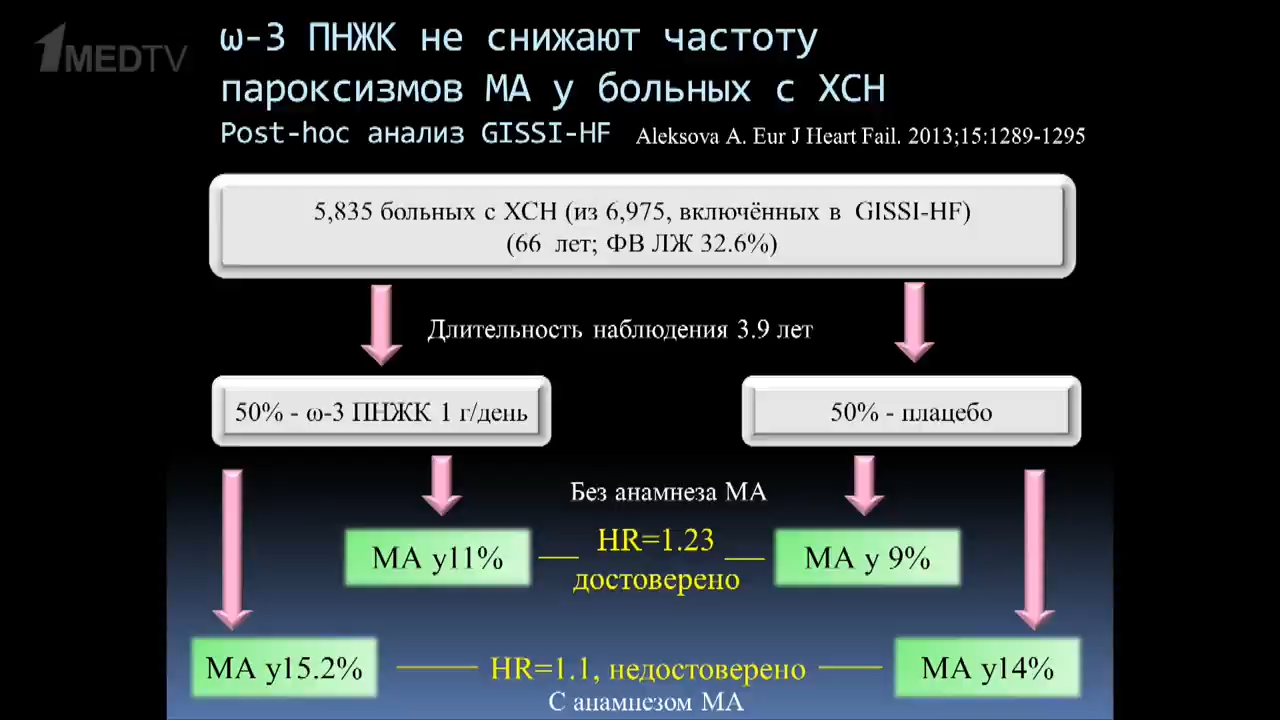 1MEDTV
ω-3 ПНЖК не снижают частоту
пароксизмов МА у больных с ХСН
Post-hoc анализ GISSI-HF Aleksova A. Eur J Heart Fail. 2013;15:1289-1295
5,835 больных с ХСН (из 6,975, включённых в GISSI-HF)
(66 лет; ФВ ЛЖ 32.6%)
Длительность наблюдения 3.9 лет
50% - ω-3 ПНЖК 1 г/день
50% - плацебо
Без анамнеза МА
МА у11%
HR=1.23
достоверено
МА у 9%
МА у15.2%
HR=1.1, недостоверено
МА у14%
С анамнезом МА